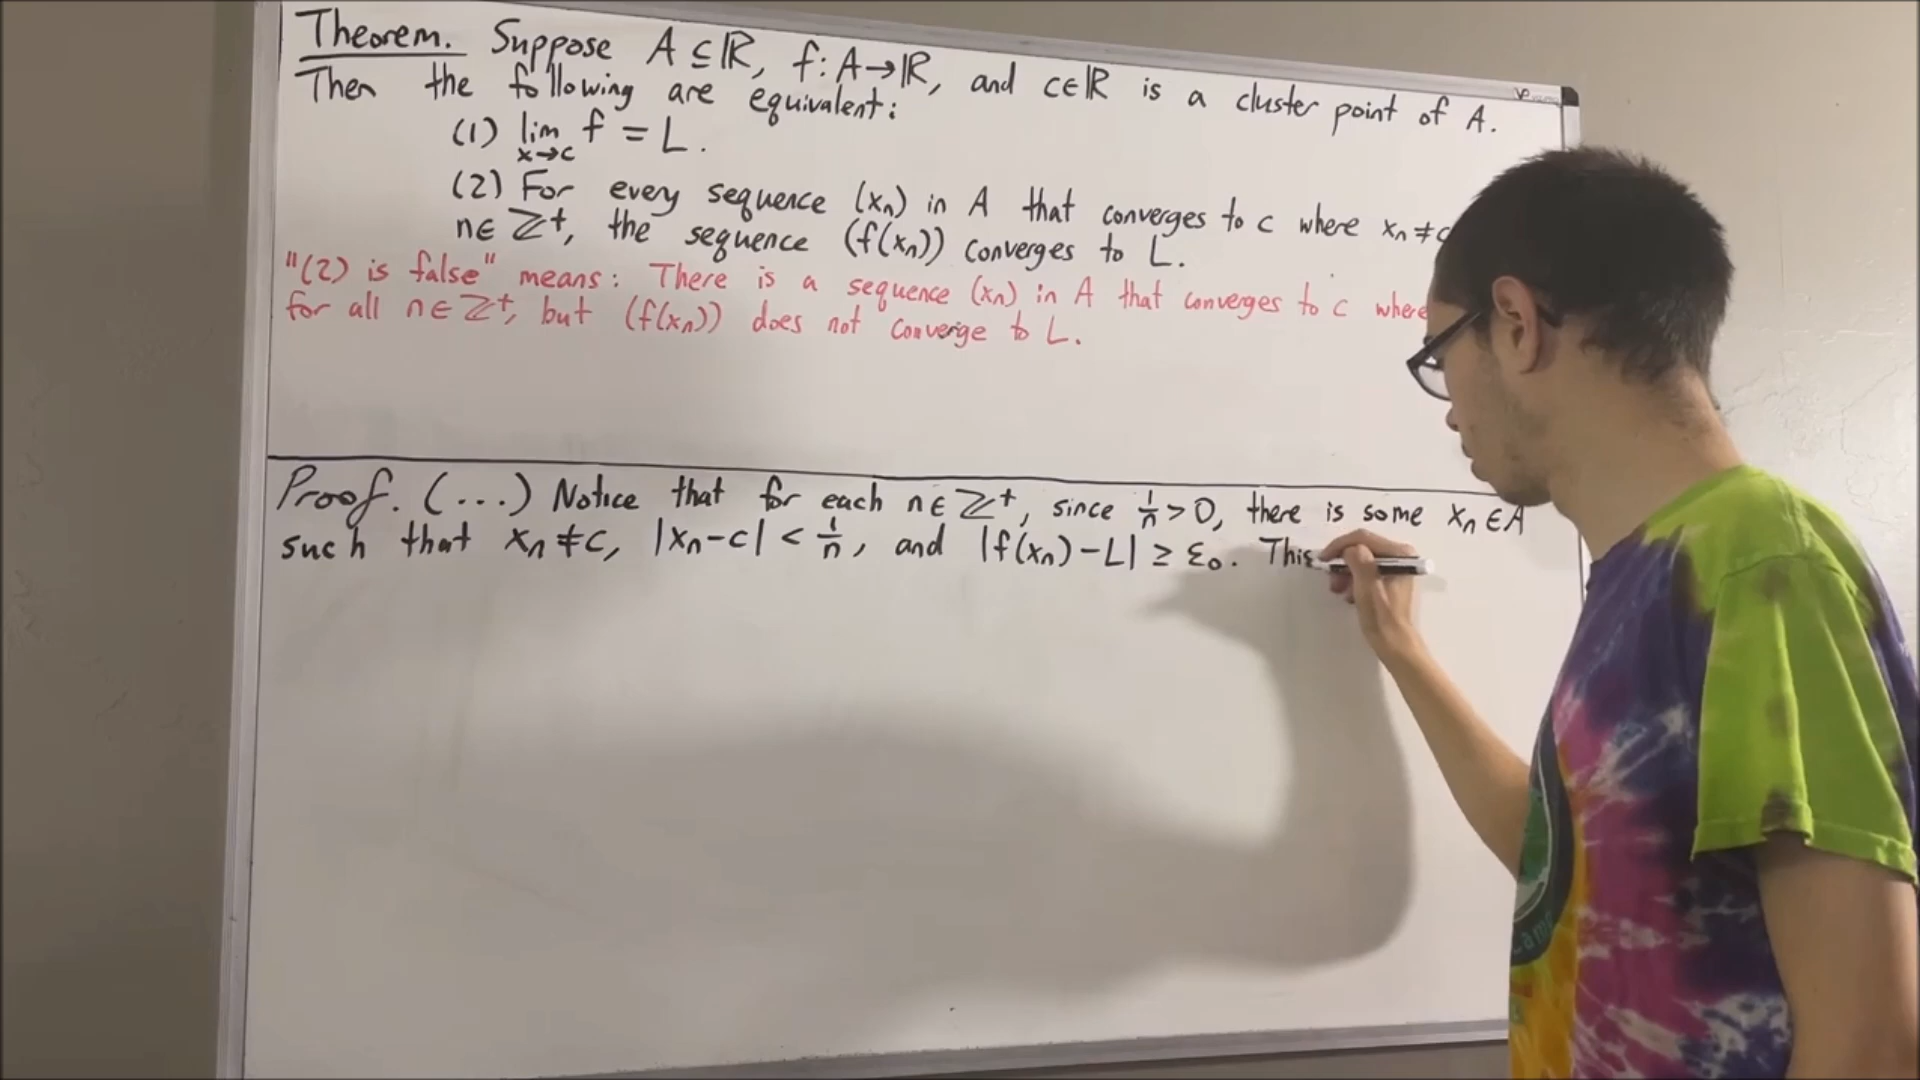 Theorem. Suppose A ⊆ ℝ, f: A→ℝ, and c∈ℝ is a cluster point of A.
Then the following are equivalent:
(1) lim x→c f = L.
(2) For every sequence (xₙ) in A that converges to c where xₙ ≠ c
n∈ ℤ⁺, the sequence (f(xₙ)) converges to L.
"(2) is false" means: There is a sequence (xₙ) in A that converges to c where
for all n∈ℤ⁺, but (f(xₙ)) does not converge to L.
Proof. (...) Notice that for each n∈ℤ⁺, since 1/n > 0, there is some xₙ∈A
such that xₙ≠c, |xₙ-c| < 1/n, and |f(xₙ)-L| ≥ ε₀. This